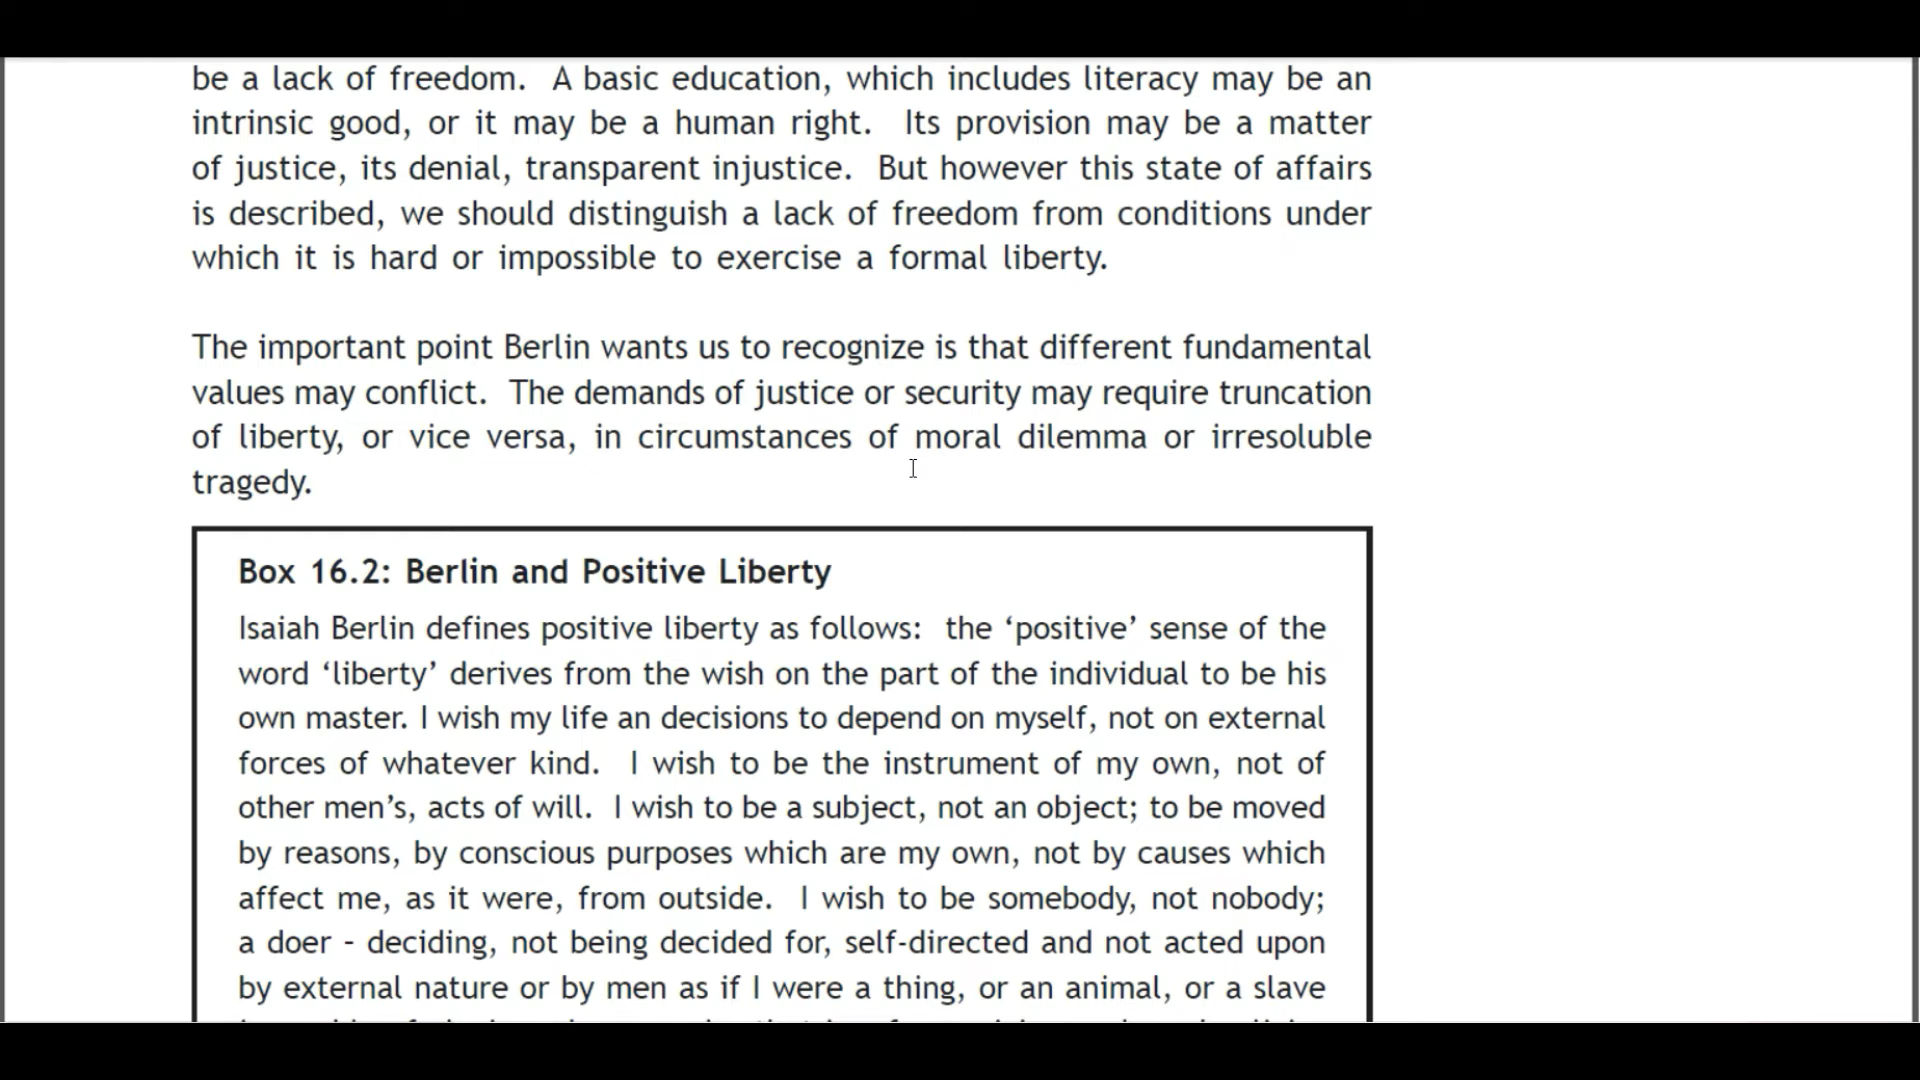 be a lack of freedom. A basic education, which includes literacy may be an
intrinsic good, or it may be a human right. Its provision may be a matter
of justice, its denial, transparent injustice. But however this state of affairs
is described, we should distinguish a lack of freedom from conditions under
which it is hard or impossible to exercise a formal liberty.
The important point Berlin wants us to recognize is that different fundamental
values may conflict. The demands of justice or security may require truncation
of liberty, or vice versa, in circumstances of moral dilemma or irresoluble
tragedy.
Box 16.2: Berlin and Positive Liberty
Isaiah Berlin defines positive liberty as follows: the ‘positive’ sense of the
word ‘liberty’ derives from the wish on the part of the individual to be his
own master. I wish my life an decisions to depend on myself, not on external
forces of whatever kind. I wish to be the instrument of my own, not of
other men’s, acts of will. I wish to be a subject, not an object; to be moved
by reasons, by conscious purposes which are my own, not by causes which
affect me, as it were, from outside. I wish to be somebody, not nobody;
a doer - deciding, not being decided for, self-directed and not acted upon
by external nature or by men as if I were a thing, or an animal, or a slave